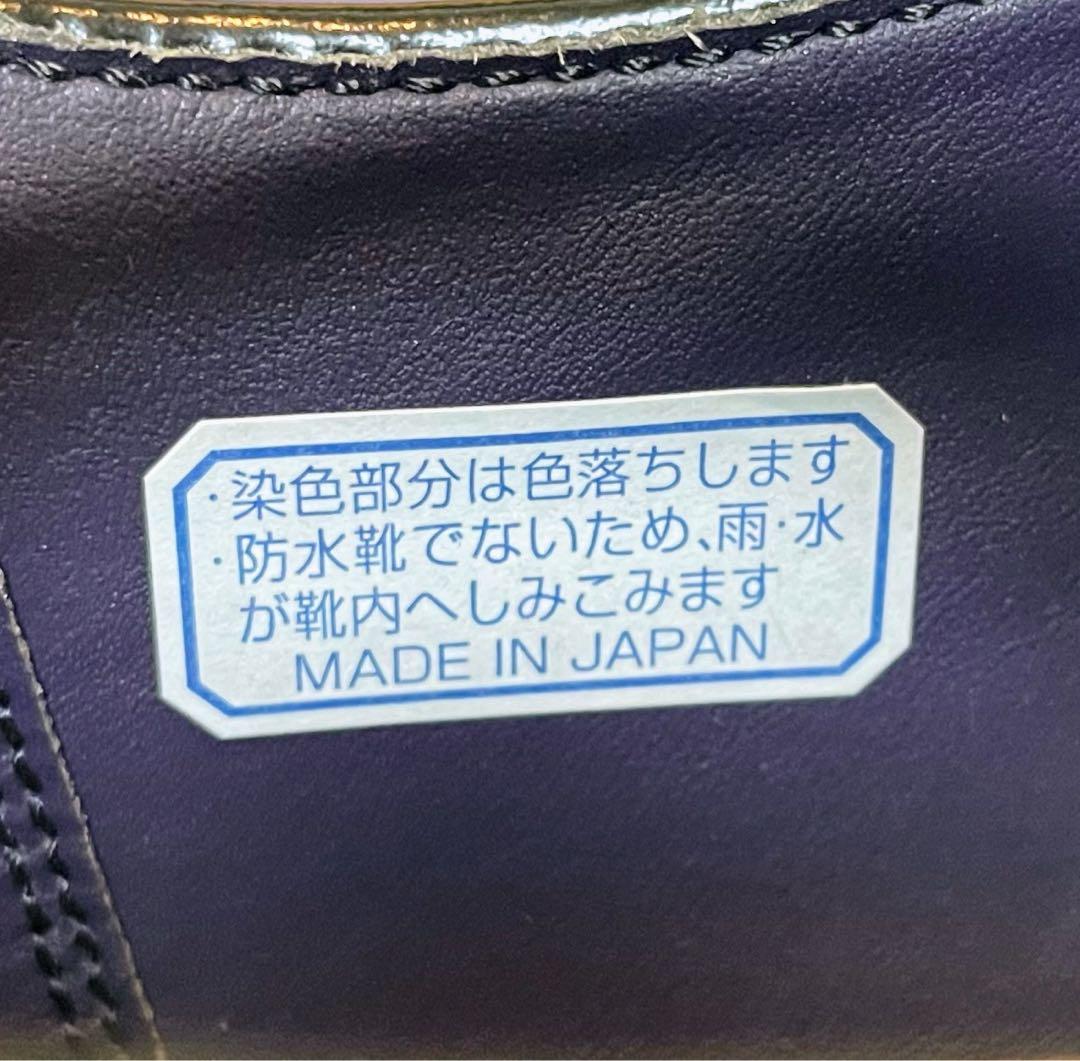 ・染色部分は色落ちします
・防水靴でないため、雨・水
が靴内へしみこみます
MADE IN JAPAN